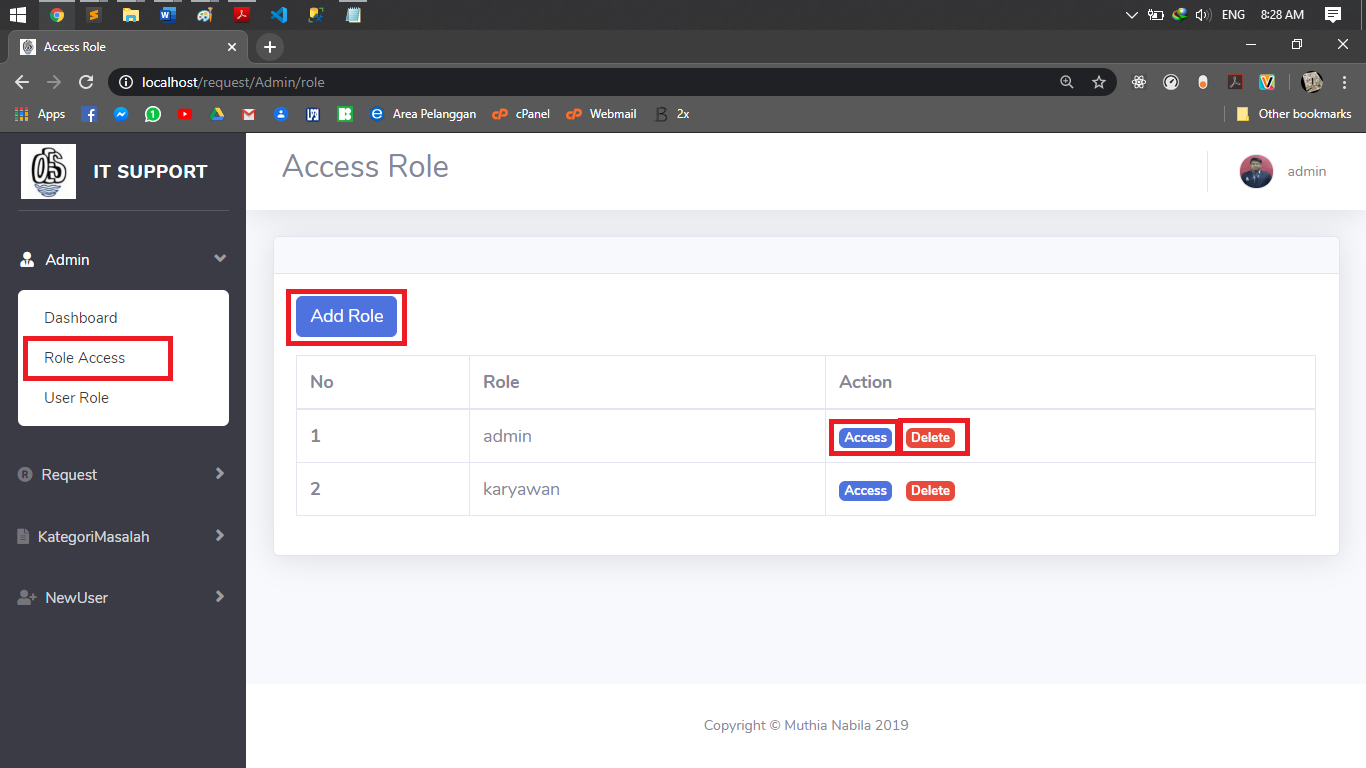 ENG 8:28 AM
Access Role
localhost/request/Admin/role
Apps Area Pelanggan cPanel Webmail 2x Other bookmarks
IT SUPPORT
Access Role
admin
Admin
Dashboard
Role Access
User Role
Request
KategoriMasalah
NewUser
Add Role
No Role Action
1 admin Access Delete
2 karyawan Access Delete
Copyright © Muthia Nabila 2019